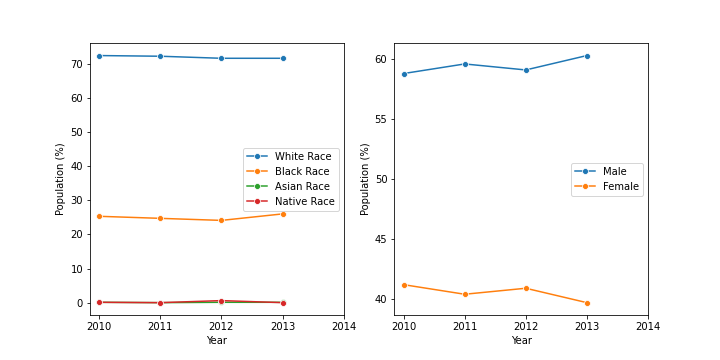 70
60
50
40
30
20
10
0
Population (%)
2010 2011 2012 2013 2014
Year
White Race
Black Race
Asian Race
Native Race
60
55
50
45
40
Population (%)
2010 2011 2012 2013 2014
Year
Male
Female